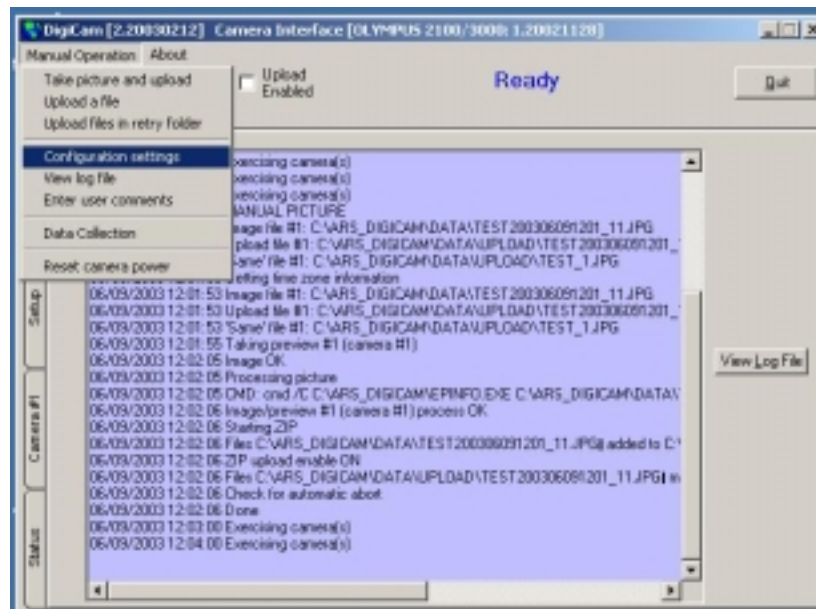 DigiCam [2.20030212] Camera Interface [OLYMPUS 2100/3000: 1.20021128]
Manual Operation About
Take picture and upload
Upload a file
Upload files in retry folder
Configuration settings
View log file
Enter user comments
Data Collection
Reset camera power
Upload Enabled
Ready
Quit
exercising camera(s)
exercising camera(s)
exercising camera(s)
MANUAL PICTURE
mage file #1: C:\ARS_DIGICAM\DATA\TEST200306091201_11.JPG
pload file #1: C:\ARS_DIGICAM\DATA\UPLOAD\TEST200306091201_
Same' file #1: C:\ARS_DIGICAM\DATA\UPLOAD\TEST_1.JPG
Getting time zone information
06/09/2003 12:01:53 Image file #1: C:\ARS_DIGICAM\DATA\TEST200306091201_11.JPG
06/09/2003 12:01:53 Upload file #1: C:\ARS_DIGICAM\DATA\UPLOAD\TEST200306091201_
06/09/2003 12:01:53 'Same' file #1: C:\ARS_DIGICAM\DATA\UPLOAD\TEST_1.JPG
06/09/2003 12:01:55 Taking preview #1 (camera #1)
06/09/2003 12:02:05 Image OK
06/09/2003 12:02:05 Processing picture
06/09/2003 12:02:05 CMD: cmd /C C:\ARS_DIGICAM\EPINFO.EXE C:\ARS_DIGICAM\DATA\
06/09/2003 12:02:06 Image/preview #1 (camera #1) process OK
06/09/2003 12:02:06 Starting ZIP
06/09/2003 12:02:06 Files C:\ARS_DIGICAM\DATA\TEST200306091201_11.JPG| added to C:
06/09/2003 12:02:06 ZIP upload enable ON
06/09/2003 12:02:06 Files C:\ARS_DIGICAM\DATA\UPLOAD\TEST200306091201_11.JPG| m
06/09/2003 12:02:06 Check for automatic abort
06/09/2003 12:02:06 Done
06/09/2003 12:03:00 Exercising camera(s)
06/09/2003 12:04:00 Exercising camera(s)
View Log File
Setup
Camera #1
Status